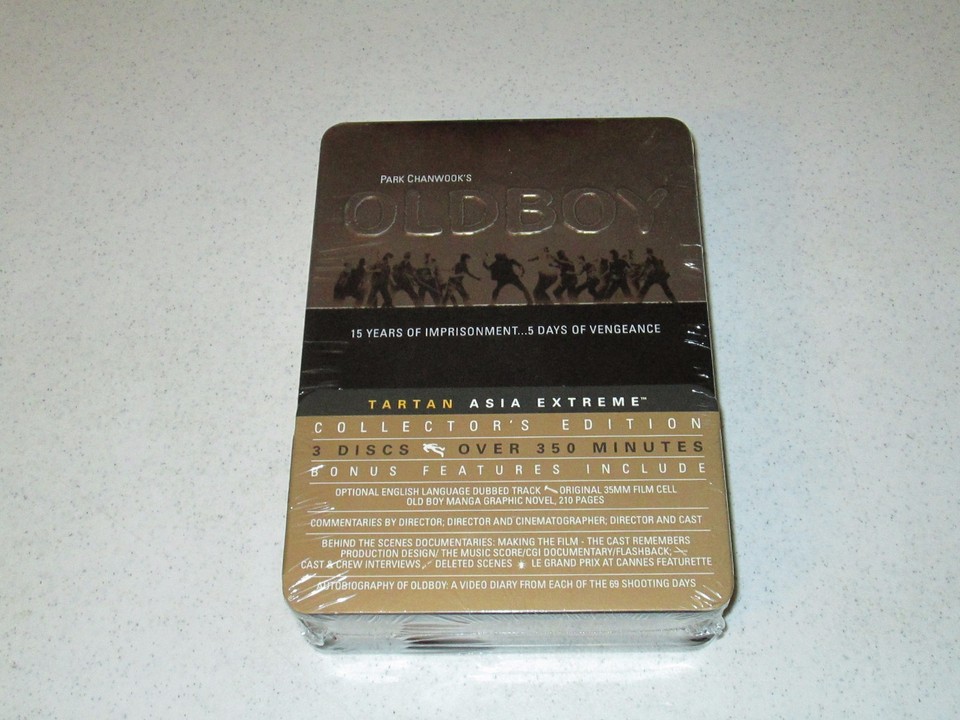 PARK CHANWOOK'S
OLDBOY
15 YEARS OF IMPRISONMENT...5 DAYS OF VENGEANCE
TARTAN ASIA EXTREME™
COLLECTOR'S EDITION
3 DISCS OVER 350 MINUTES
BONUS FEATURES INCLUDE
OPTIONAL ENGLISH LANGUAGE DUBBED TRACK ORIGINAL 35MM FILM CELL
OLD BOY MANGA GRAPHIC NOVEL, 210 PAGES
COMMENTARIES BY DIRECTOR; DIRECTOR AND CINEMATOGRAPHER; DIRECTOR AND CAST
BEHIND THE SCENES DOCUMENTARIES: MAKING THE FILM - THE CAST REMEMBERS
PRODUCTION DESIGN/ THE MUSIC SCORE/CGI DOCUMENTARY/FLASHBACK;
CAST & CREW INTERVIEWS DELETED SCENES LE GRAND PRIX AT CANNES FEATURETTE
AUTOBIOGRAPHY OF OLDBOY: A VIDEO DIARY FROM EACH OF THE 69 SHOOTING DAYS